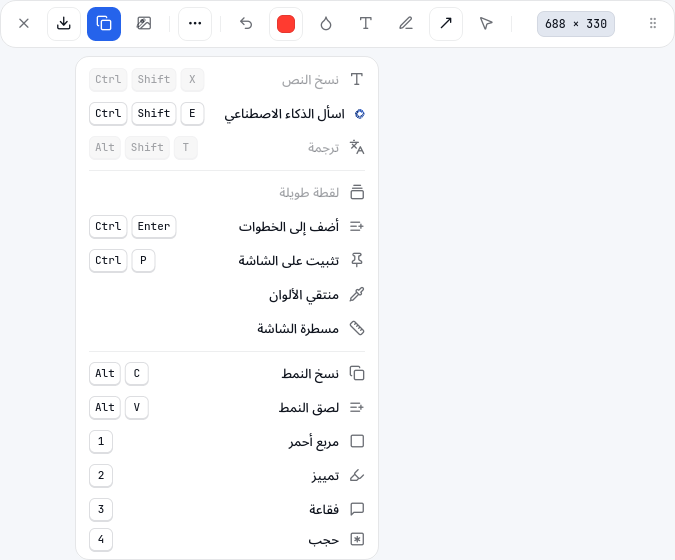 688 × 330
نسخ النص Ctrl Shift X
اسأل الذكاء الاصطناعي Ctrl Shift E
ترجمة Alt Shift T
لقطة طويلة
أضف إلى الخطوات Ctrl Enter
تثبيت على الشاشة Ctrl P
منتقي الألوان
مسطرة الشاشة
نسخ النمط Alt C
لصق النمط Alt V
مربع أحمر 1
تمييز 2
فقاعة 3
حجب 4